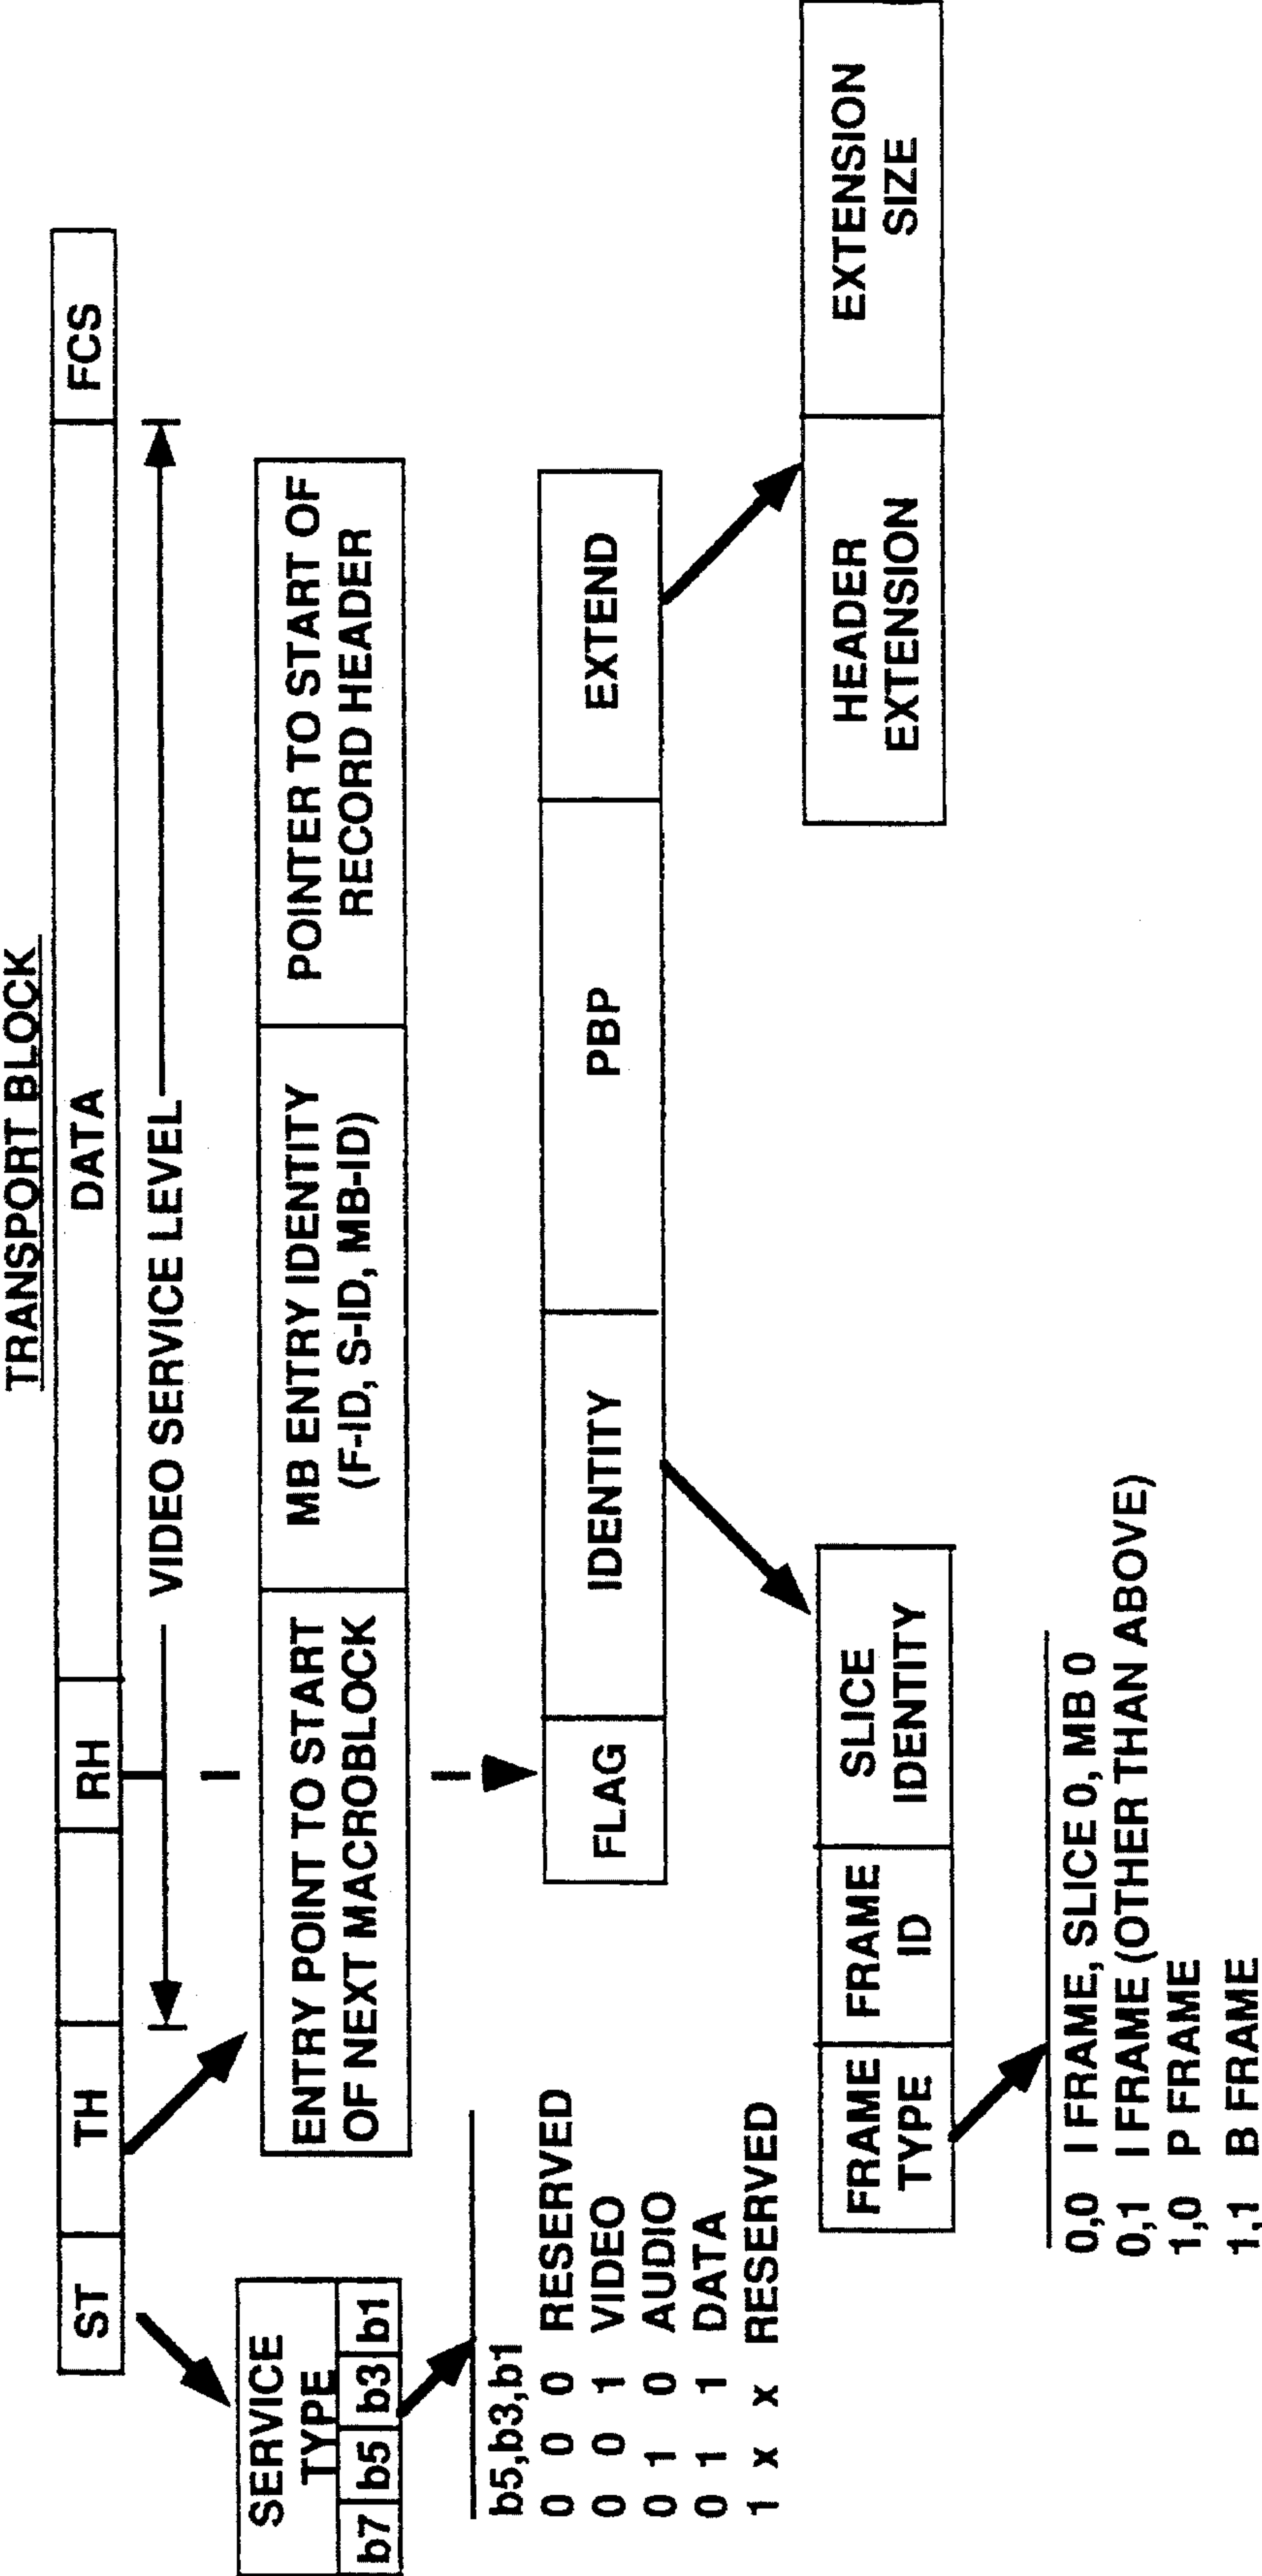 TRANSPORT BLOCK
ST TH RH DATA FCS
VIDEO SERVICE LEVEL
SERVICE
TYPE
b7 b5 b3 b1
ENTRY POINT TO START
OF NEXT MACROBLOCK
MB ENTRY IDENTITY
(F-ID, S-ID, MB-ID)
POINTER TO START OF
RECORD HEADER
b5,b3,b1
0 0 0 RESERVED
0 0 1 VIDEO
0 1 0 AUDIO
0 1 1 DATA
1 x x RESERVED
FLAG IDENTITY PBP EXTEND
FRAME
TYPE
FRAME
ID
SLICE
IDENTITY
HEADER
EXTENSION
EXTENSION
SIZE
0,0 I FRAME, SLICE 0, MB 0
0,1 I FRAME (OTHER THAN ABOVE)
1,0 P FRAME
1,1 B FRAME